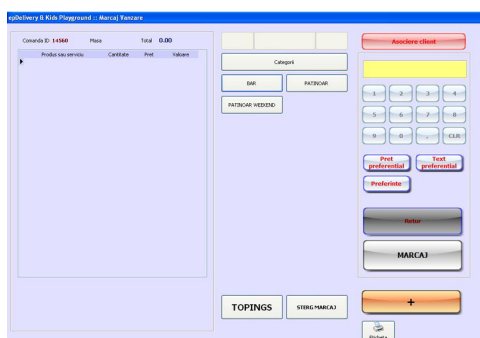 epDelivery & Kids Playground :: Marcaj Vanzare
Comanda ID 14560 Masa Total 0.00
Produs sau serviciu Cantitate Pret Valoare
Categorii
BAR PATINOAR
PATINOAR WEEKEND
TOPINGS STERG MARCAJ
Asociere client
1 2 3 4
5 6 7 8
9 0 . CLR
Pret preferential
Text preferential
Preferinte
Retur
MARCAJ
+
Eticheta